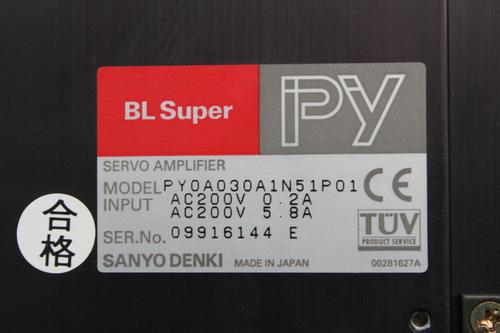 BL Super
PY
SERVO AMPLIFIER
MODEL PY0A030A1N51P01
INPUT AC200V 0.2A
AC200V 5.8A
SER.No. 09916144 E
SANYO DENKI MADE IN JAPAN
CE
TÜV
PRODUCT SERVICE
00281627A
合格